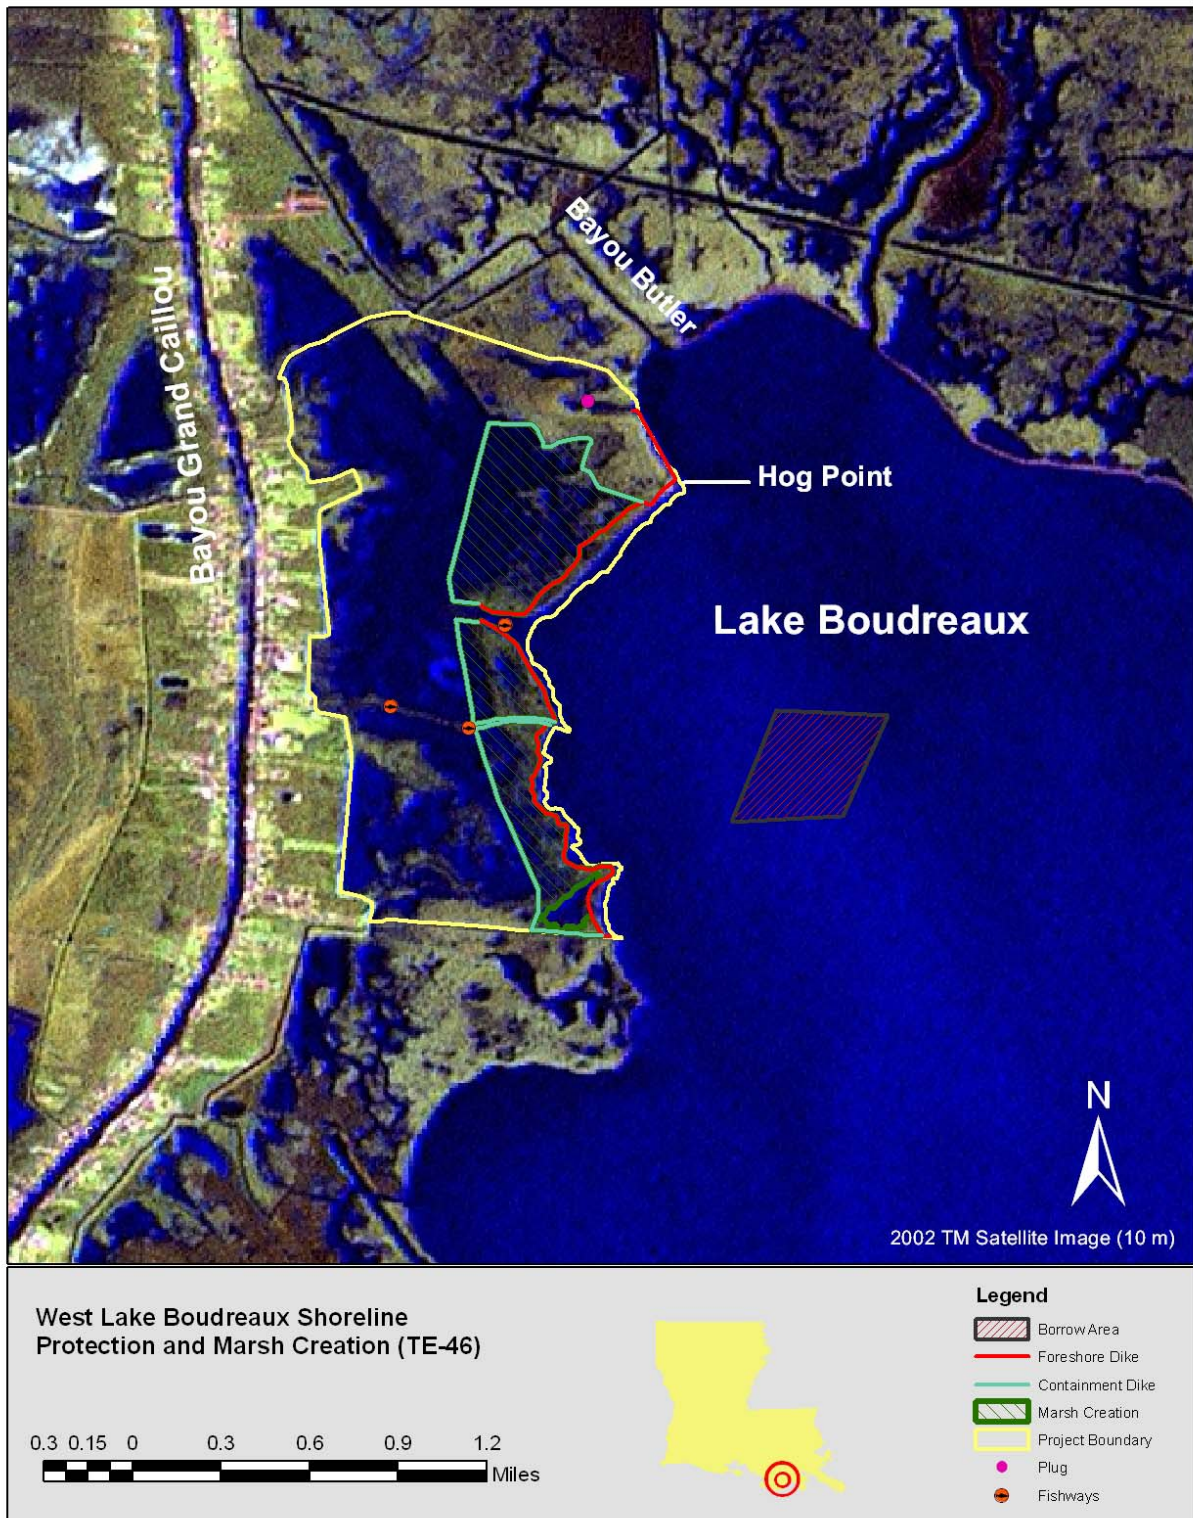 Bayou Butler
Bayou Grand Caillou
Hog Point
Lake Boudreaux
N
2002 TM Satellite Image (10 m)
West Lake Boudreaux Shoreline
Protection and Marsh Creation (TE-46)
0.3 0.15 0 0.3 0.6 0.9 1.2
Miles
Legend
Borrow Area
Foreshore Dike
Containment Dike
Marsh Creation
Project Boundary
Plug
Fishways